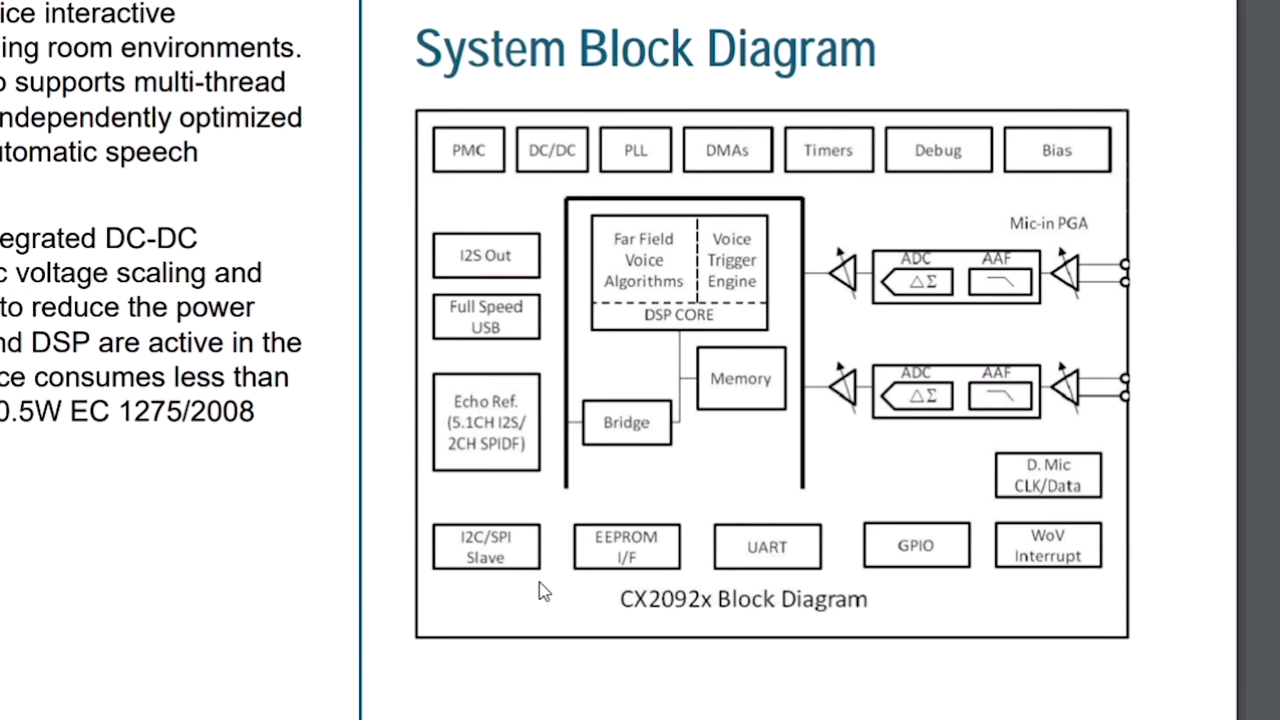 ice interactive
ing room environments.
o supports multi-thread
ndependently optimized
utomatic speech
egrated DC-DC
c voltage scaling and
to reduce the power
nd DSP are active in the
ce consumes less than
0.5W EC 1275/2008
System Block Diagram
PMC
DC/DC
PLL
DMAs
Timers
Debug
Bias
I2S Out
Full Speed
USB
Echo Ref.
(5.1CH I2S/
2CH SPIDF)
Far Field
Voice
Algorithms
Voice
Trigger
Engine
DSP CORE
Memory
Bridge
Mic-in PGA
ADC
ΔΣ
AAF
ADC
ΔΣ
AAF
D. Mic
CLK/Data
I2C/SPI
Slave
EEPROM
I/F
UART
GPIO
WoV
Interrupt
CX2092x Block Diagram